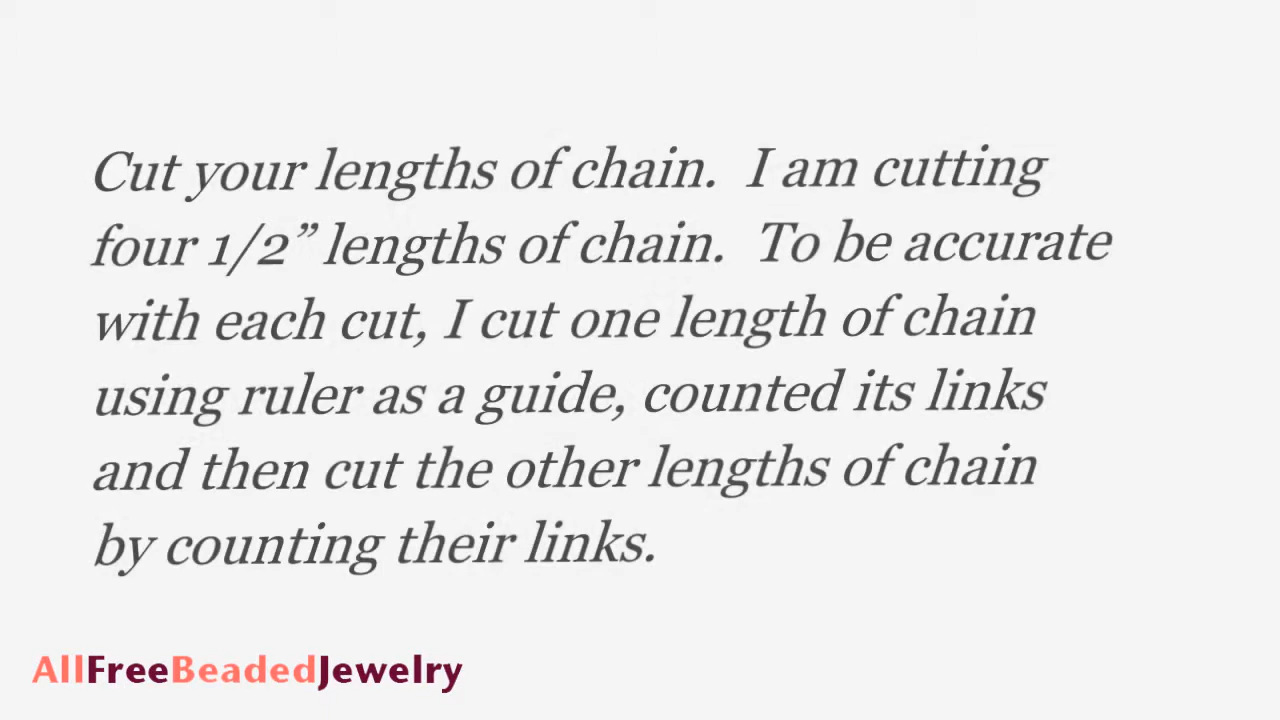 Cut your lengths of chain.  I am cutting
four 1/2” lengths of chain.  To be accurate
with each cut, I cut one length of chain
using ruler as a guide, counted its links
and then cut the other lengths of chain
by counting their links.
AllFreeBeadedJewelry